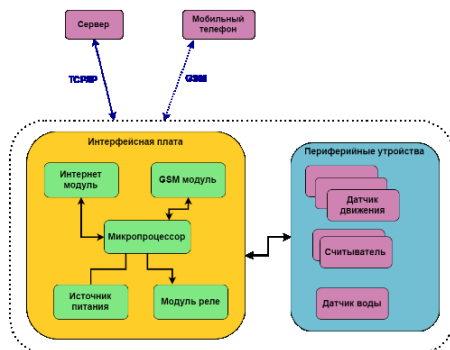 Сервер
Мобильный
телефон
TCP/IP
GSM
Интерфейсная плата
Периферийные утройства
Интернет
модуль
GSM модуль
Датчик
движения
Микропроцессор
Считыватель
Источник
питания
Модуль реле
Датчик воды